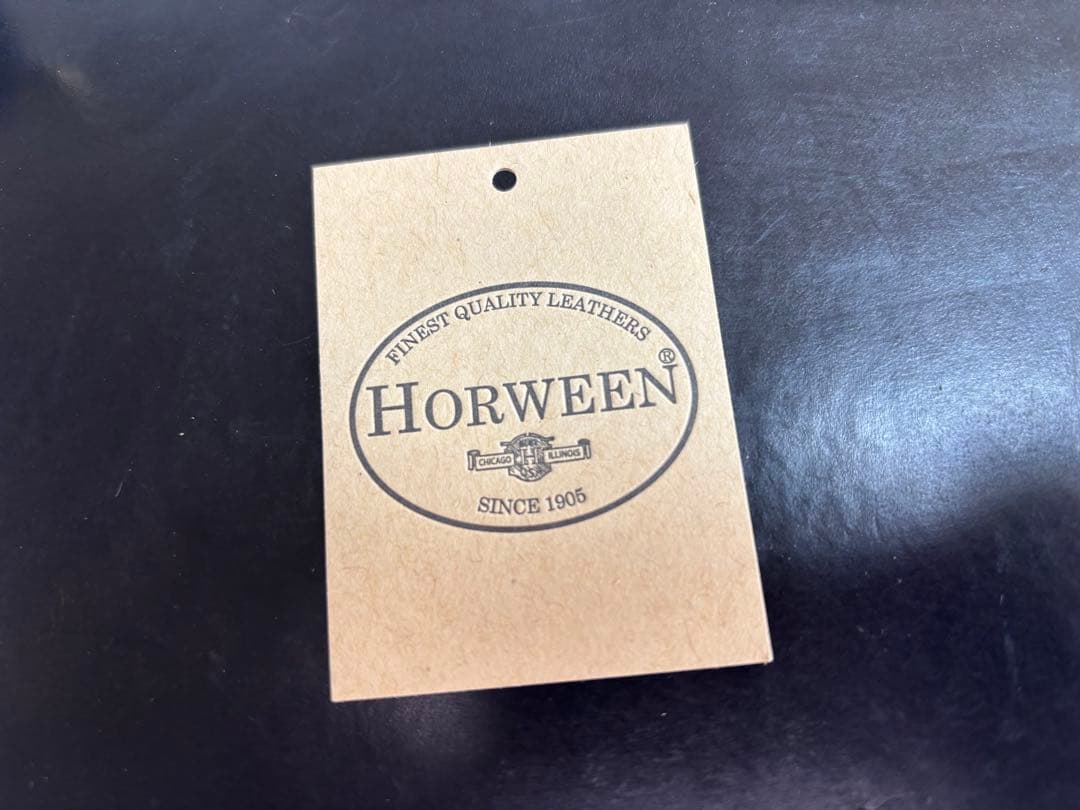 FINEST QUALITY LEATHERS
HORWEEN®
CHICAGO H ILLINOIS
U.S.A.
SINCE 1905